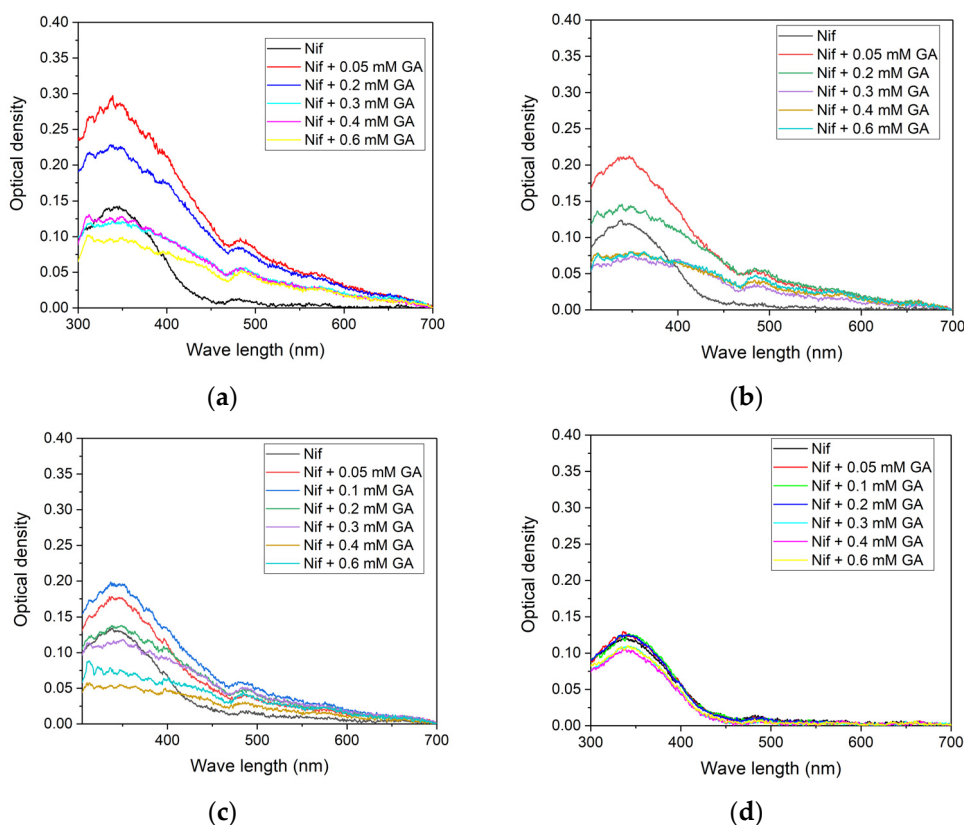 0.40
0.35
0.30
0.25
0.20
0.15
0.10
0.05
0.00
Optical density
300 400 500 600 700
Wave length (nm)
Nif
Nif + 0.05 mM GA
Nif + 0.2 mM GA
Nif + 0.3 mM GA
Nif + 0.4 mM GA
Nif + 0.6 mM GA
(a)
0.40
0.35
0.30
0.25
0.20
0.15
0.10
0.05
0.00
Optical density
400 500 600 700
Wave length (nm)
Nif
Nif + 0.05 mM GA
Nif + 0.2 mM GA
Nif + 0.3 mM GA
Nif + 0.4 mM GA
Nif + 0.6 mM GA
(b)
0.40
0.35
0.30
0.25
0.20
0.15
0.10
0.05
0.00
Optical density
400 500 600 700
Wave length (nm)
Nif
Nif + 0.05 mM GA
Nif + 0.1 mM GA
Nif + 0.2 mM GA
Nif + 0.3 mM GA
Nif + 0.4 mM GA
Nif + 0.6 mM GA
(c)
0.40
0.35
0.30
0.25
0.20
0.15
0.10
0.05
0.00
Optical density
300 400 500 600 700
Wave length (nm)
Nif
Nif + 0.05 mM GA
Nif + 0.1 mM GA
Nif + 0.2 mM GA
Nif + 0.3 mM GA
Nif + 0.4 mM GA
Nif + 0.6 mM GA
(d)